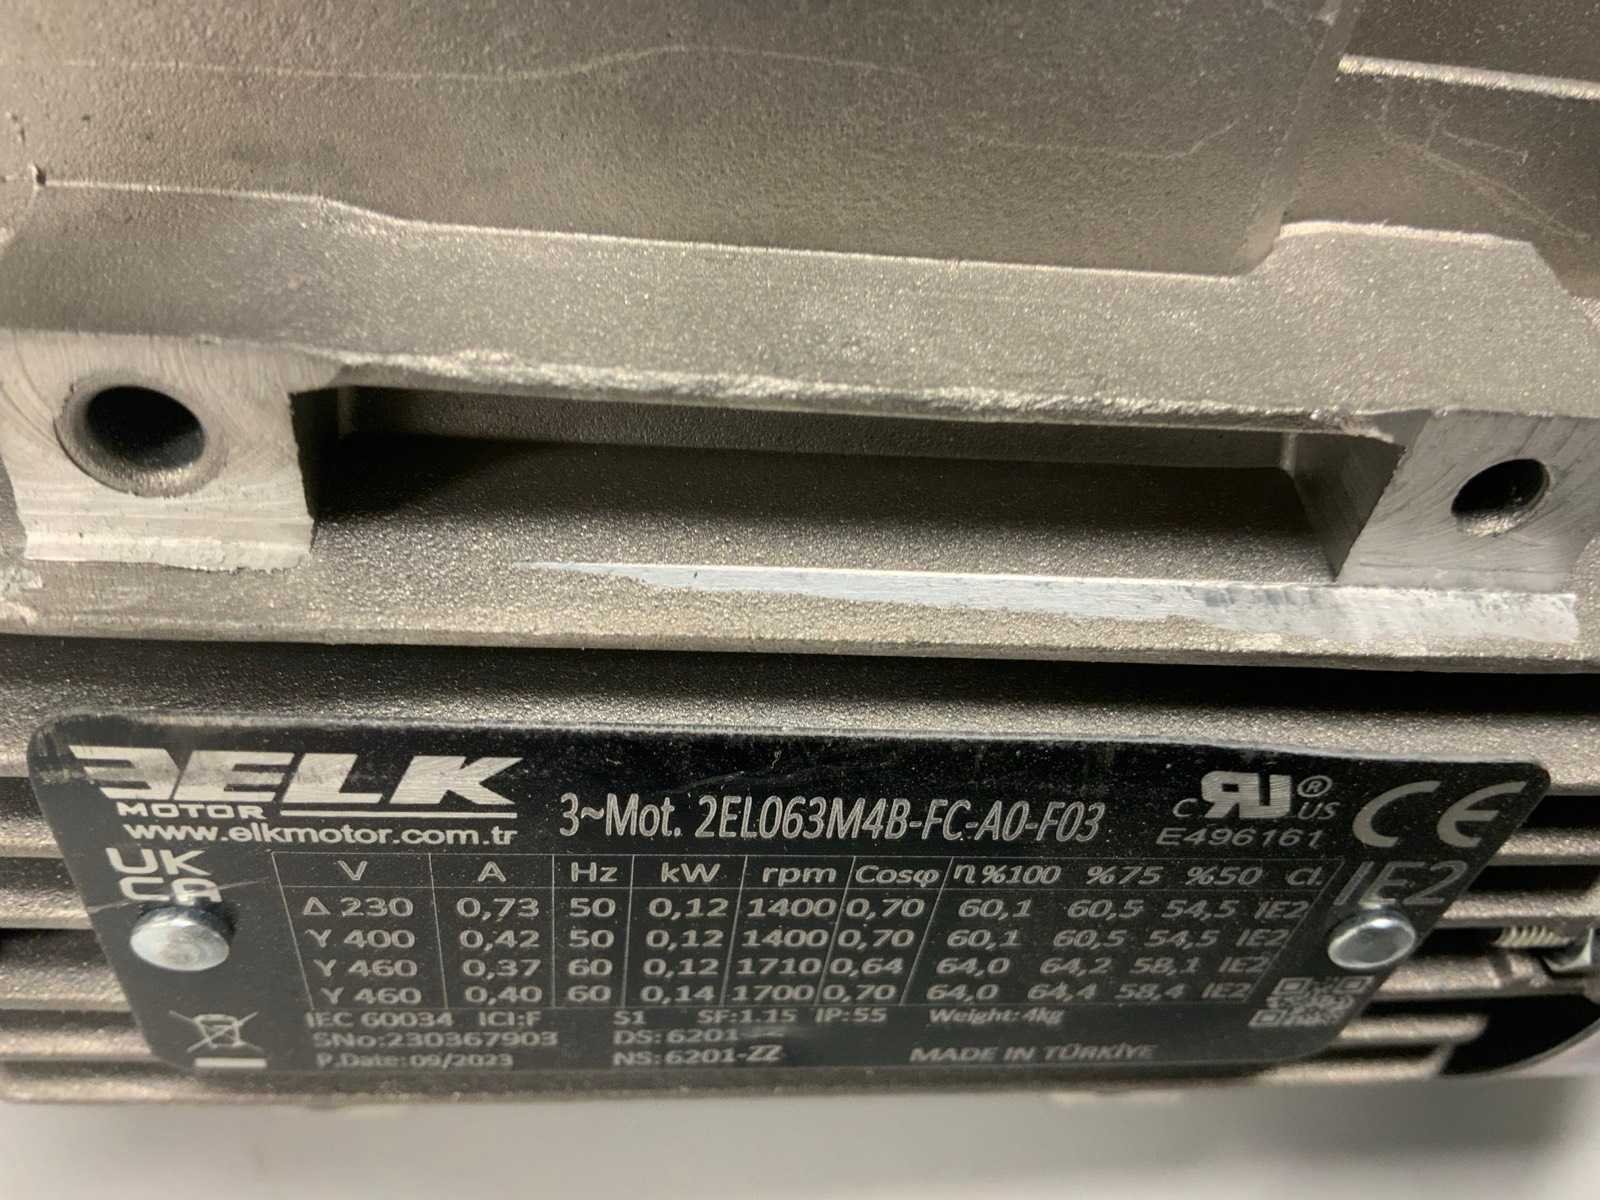 ELK
MOTOR
www.elkmotor.com.tr
3~Mot. 2EL063M4B-FC-A0-F03
c RU ® US
E496161
CE
UK
CA
IE2
V A Hz kW rpm Cosφ η%100 %75 %50 Cl.
Δ 230 0,73 50 0,12 1400 0,70 60,1 60,5 54,5 IE2
Y 400 0,42 50 0,12 1400 0,70 60,1 60,5 54,5 IE2
Y 460 0,37 60 0,12 1710 0,64 64,0 64,2 58,1 IE2
Y 460 0,40 60 0,14 1700 0,70 64,0 64,4 58,4 IE2
IEC 60034 ICl:F S1 SF:1.15 IP:55 Weight: 4kg
SNo:230367903 DS:6201
P.Date:09/2023 NS:6201-ZZ MADE IN TÜRKİYE